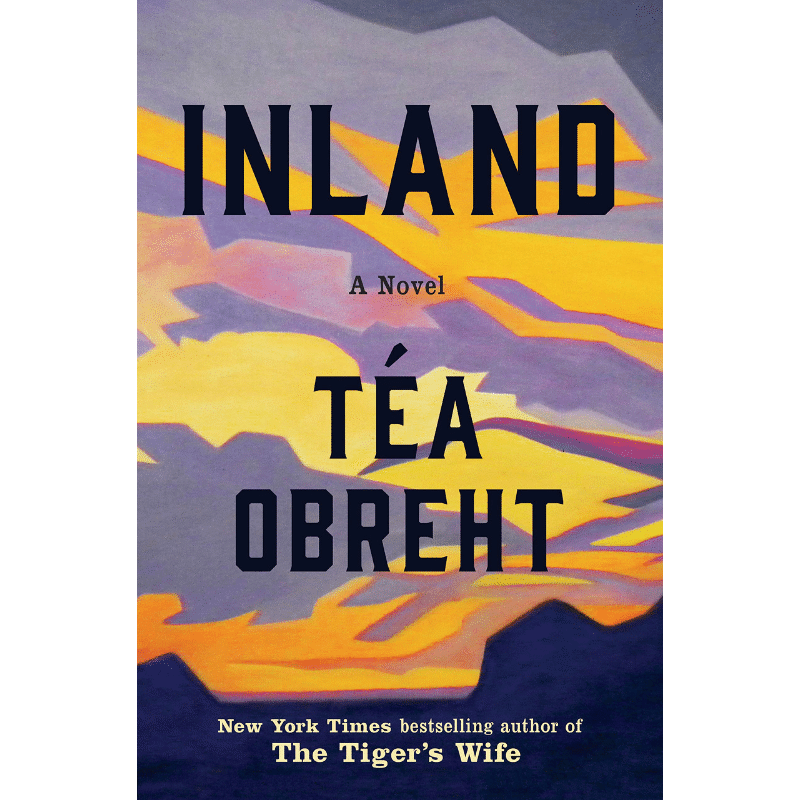 INLAND
A Novel
TÉA
OBREHT
New York Times bestselling author of
The Tiger's Wife